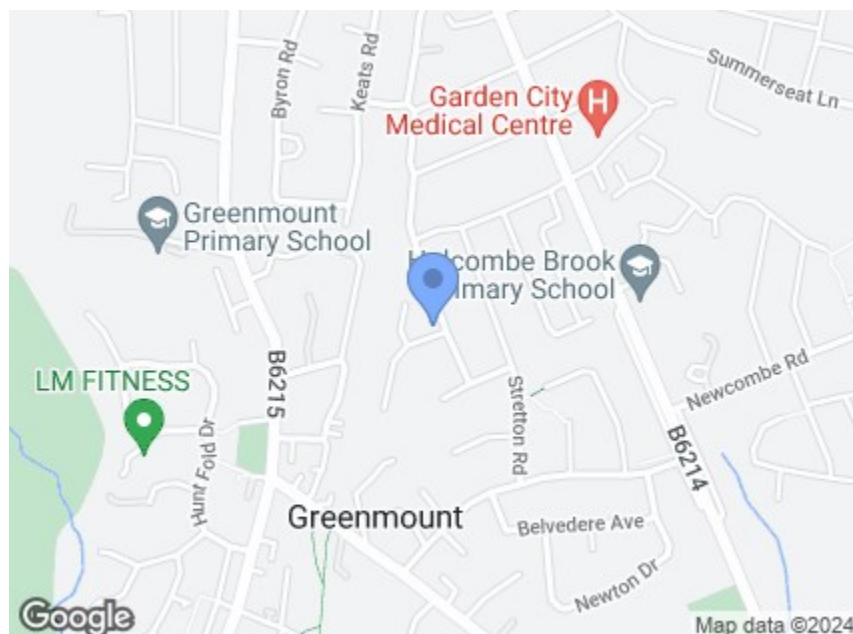 Byron Rd
Keats Rd
Summerseat Ln
Garden City
Medical Centre
H
Greenmount
Primary School
Holcombe Brook
Primary School
LM FITNESS
B6215
Hunt Fold Dr
Stretton Rd
Newcombe Rd
B6214
Greenmount
Belvedere Ave
Newton Dr
Google
Map data ©2024